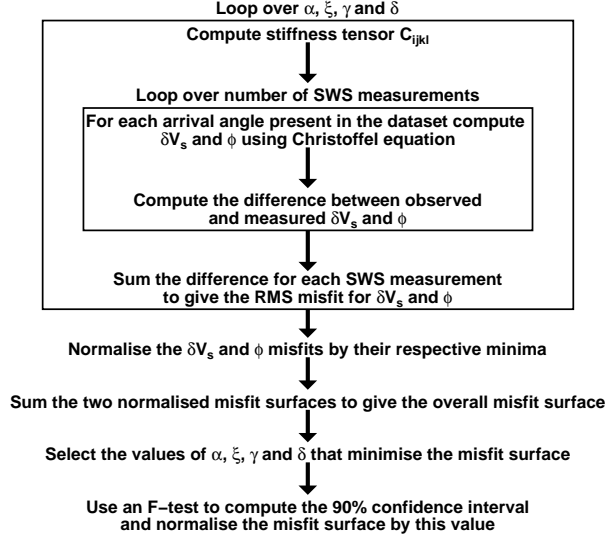 Loop over α, ξ, γ and δ
Compute stiffness tensor Cijkl
Loop over number of SWS measurements
For each arrival angle present in the dataset compute
δVs and ϕ using Christoffel equation
Compute the difference between observed
and measured δVs and ϕ
Sum the difference for each SWS measurement
to give the RMS misfit for δVs and ϕ
Normalise the δVs and ϕ misfits by their respective minima
Sum the two normalised misfit surfaces to give the overall misfit surface
Select the values of α, ξ, γ and δ that minimise the misfit surface
Use an F−test to compute the 90% confidence interval
and normalise the misfit surface by this value